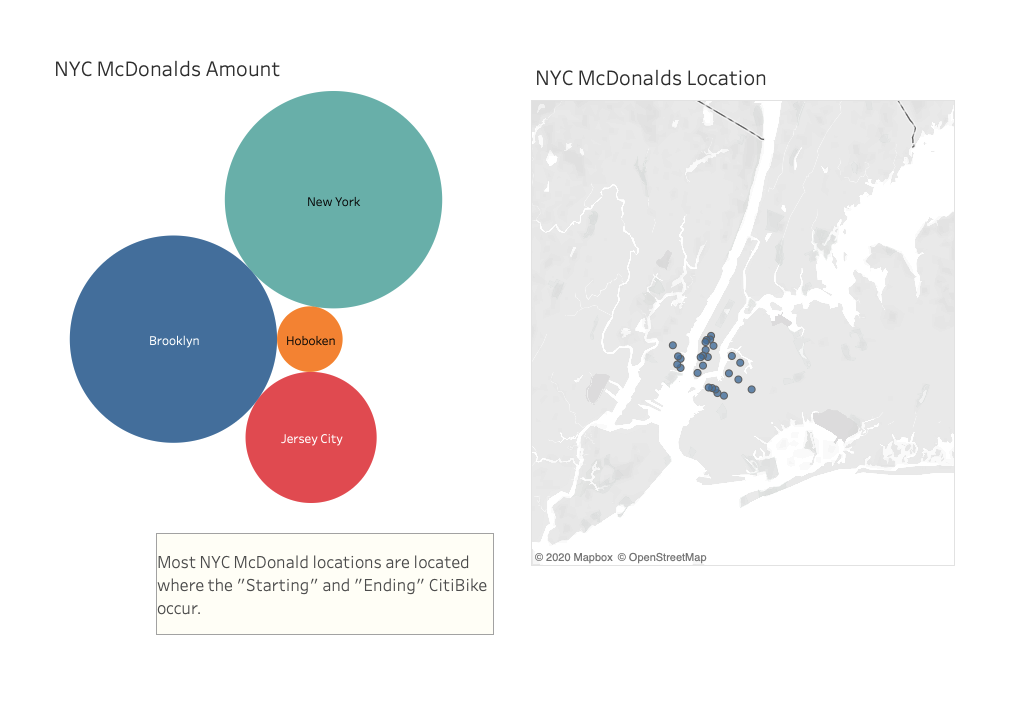 NYC McDonalds Amount
New York
Brooklyn
Hoboken
Jersey City
Most NYC McDonald locations are located
where the "Starting" and "Ending" CitiBike
occur.
NYC McDonalds Location
© 2020 Mapbox © OpenStreetMap